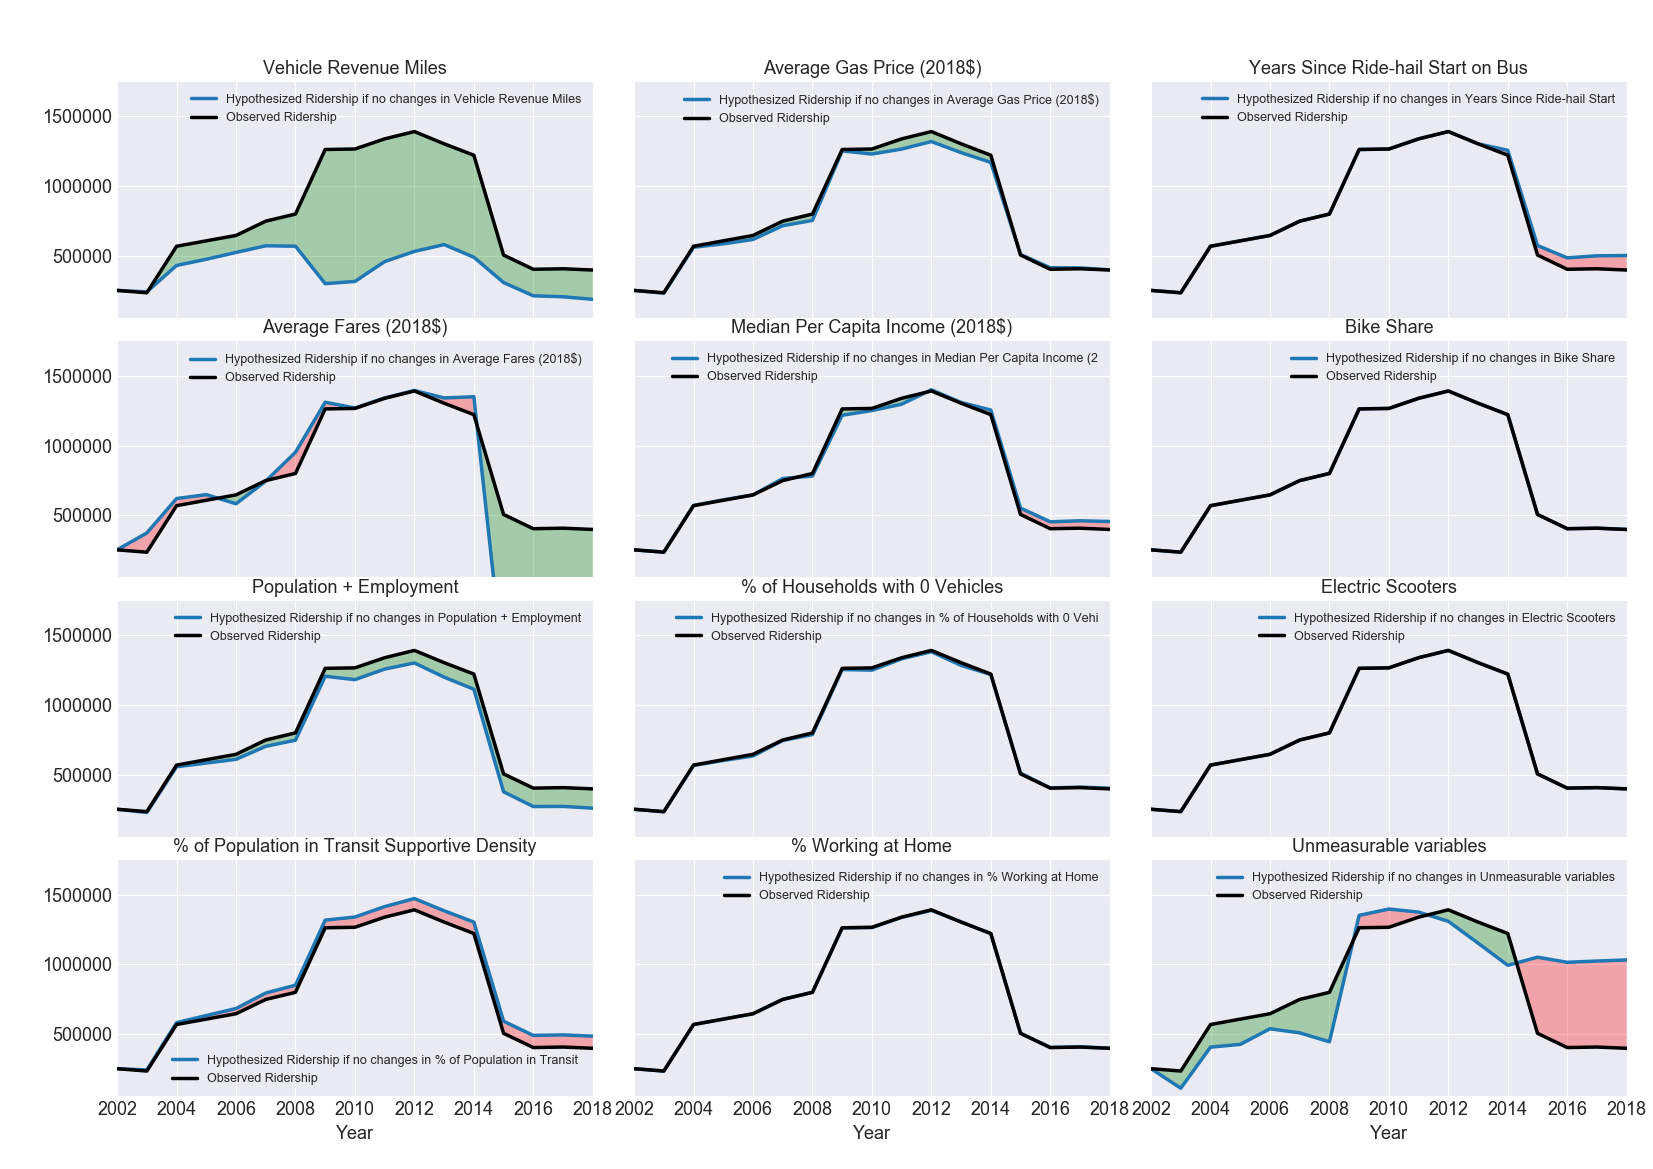 Vehicle Revenue Miles
Hypothesized Ridership if no changes in Vehicle Revenue Miles
Observed Ridership
1500000
1000000
500000
Average Gas Price (2018$)
Hypothesized Ridership if no changes in Average Gas Price (2018$)
Observed Ridership
Years Since Ride-hail Start on Bus
Hypothesized Ridership if no changes in Years Since Ride-hail Start
Observed Ridership
Average Fares (2018$)
Hypothesized Ridership if no changes in Average Fares (2018$)
Observed Ridership
1500000
1000000
500000
Median Per Capita Income (2018$)
Hypothesized Ridership if no changes in Median Per Capita Income (2
Observed Ridership
Bike Share
Hypothesized Ridership if no changes in Bike Share
Observed Ridership
Population + Employment
Hypothesized Ridership if no changes in Population + Employment
Observed Ridership
1500000
1000000
500000
% of Households with 0 Vehicles
Hypothesized Ridership if no changes in % of Households with 0 Vehi
Observed Ridership
Electric Scooters
Hypothesized Ridership if no changes in Electric Scooters
Observed Ridership
% of Population in Transit Supportive Density
1500000
1000000
500000
Hypothesized Ridership if no changes in % of Population in Transit
Observed Ridership
2002 2004 2006 2008 2010 2012 2014 2016 2018
Year
% Working at Home
Hypothesized Ridership if no changes in % Working at Home
Observed Ridership
2002 2004 2006 2008 2010 2012 2014 2016 2018
Year
Unmeasurable variables
Hypothesized Ridership if no changes in Unmeasurable variables
Observed Ridership
2002 2004 2006 2008 2010 2012 2014 2016 2018
Year